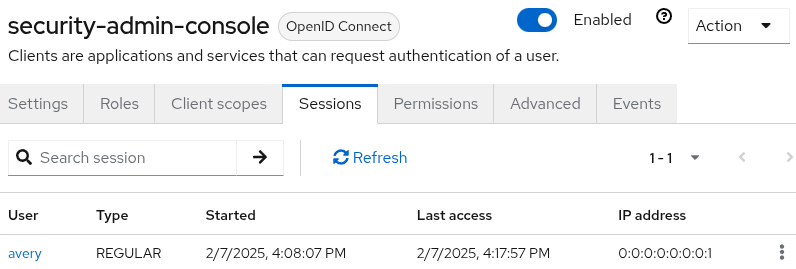 security-admin-console OpenID Connect Enabled Action
Clients are applications and services that can request authentication of a user.
Settings Roles Client scopes Sessions Permissions Advanced Events
Search session Refresh 1 - 1
User Type Started Last access IP address
avery REGULAR 2/7/2025, 4:08:07 PM 2/7/2025, 4:17:57 PM 0:0:0:0:0:0:0:1